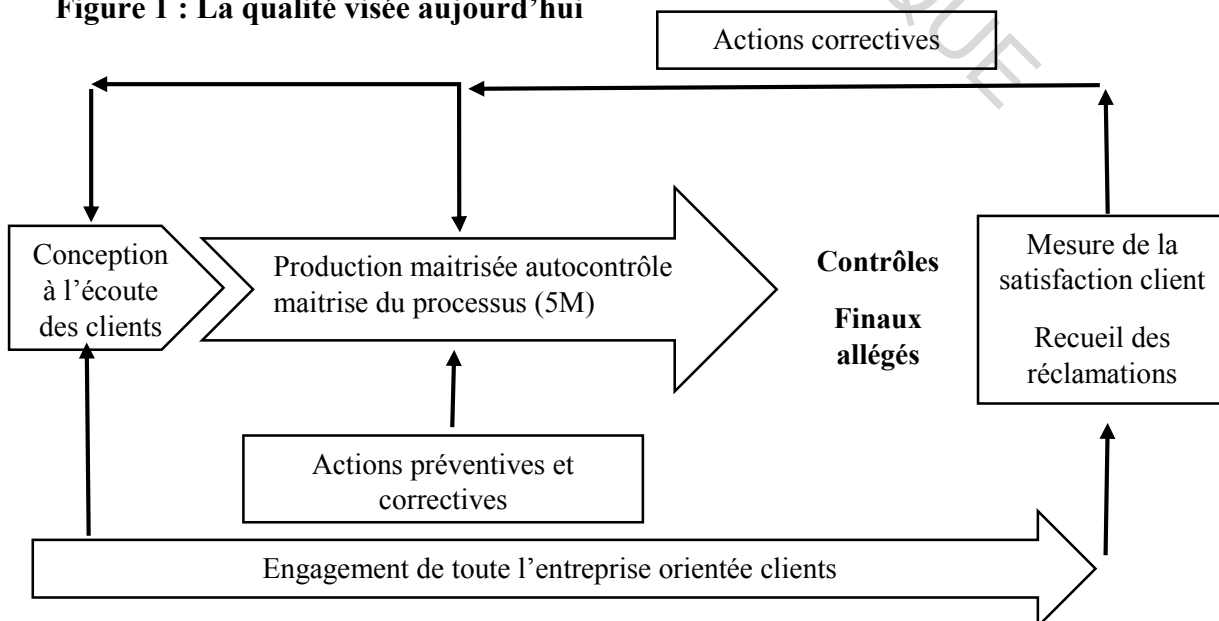 Figure 1 : La qualité visée aujourd’hui
Actions correctives
Conception
à l’écoute
des clients
Production maitrisée autocontrôle
maitrise du processus (5M)
Contrôles
Finaux
allégés
Mesure de la
satisfaction client
Recueil des
réclamations
Actions préventives et
correctives
Engagement de toute l’entreprise orientée clients